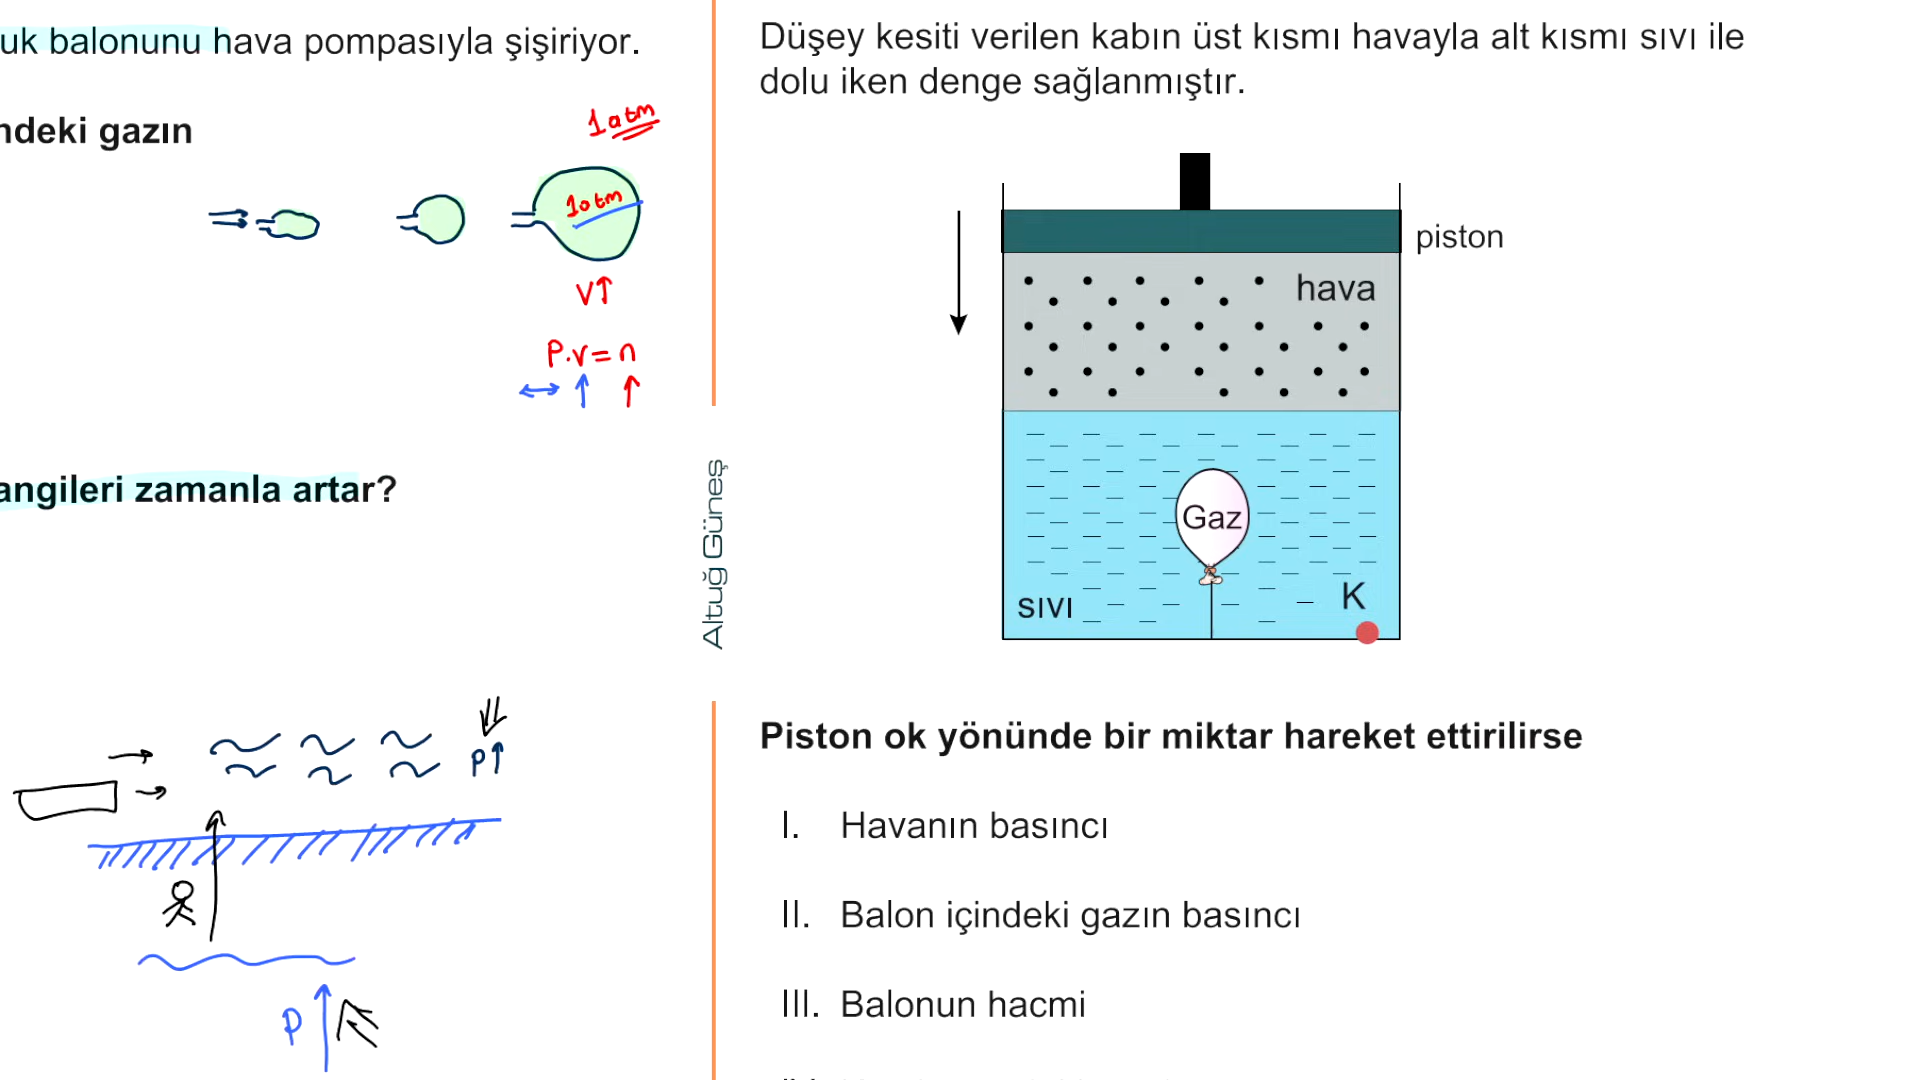 uk balonunu hava pompasıyla şişiriyor.
ndeki gazın
1atm
1atm
V↑
P.V=n
angileri zamanla artar?
P↑
P
Altuğ Güneş
Düşey kesiti verilen kabın üst kısmı havayla alt kısmı sıvı ile
dolu iken denge sağlanmıştır.
piston
hava
Gaz
sıvı
K
Piston ok yönünde bir miktar hareket ettirilirse
I. Havanın basıncı
II. Balon içindeki gazın basıncı
III. Balonun hacmi